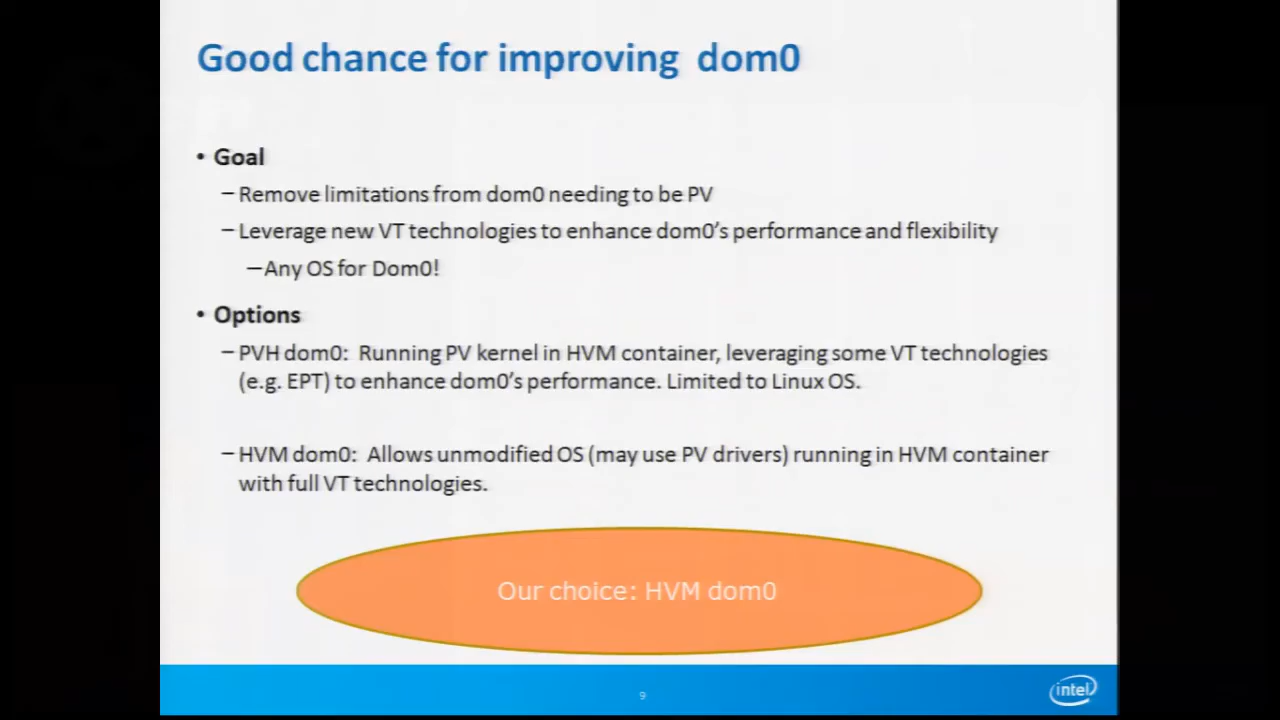 Good chance for improving dom0
• Goal
–Remove limitations from dom0 needing to be PV
–Leverage new VT technologies to enhance dom0's performance and flexibility
–Any OS for Dom0!
• Options
–PVH dom0: Running PV kernel in HVM container, leveraging some VT technologies
(e.g. EPT) to enhance dom0's performance. Limited to Linux OS.
–HVM dom0: Allows unmodified OS (may use PV drivers) running in HVM container
with full VT technologies.
Our choice: HVM dom0
9
intel